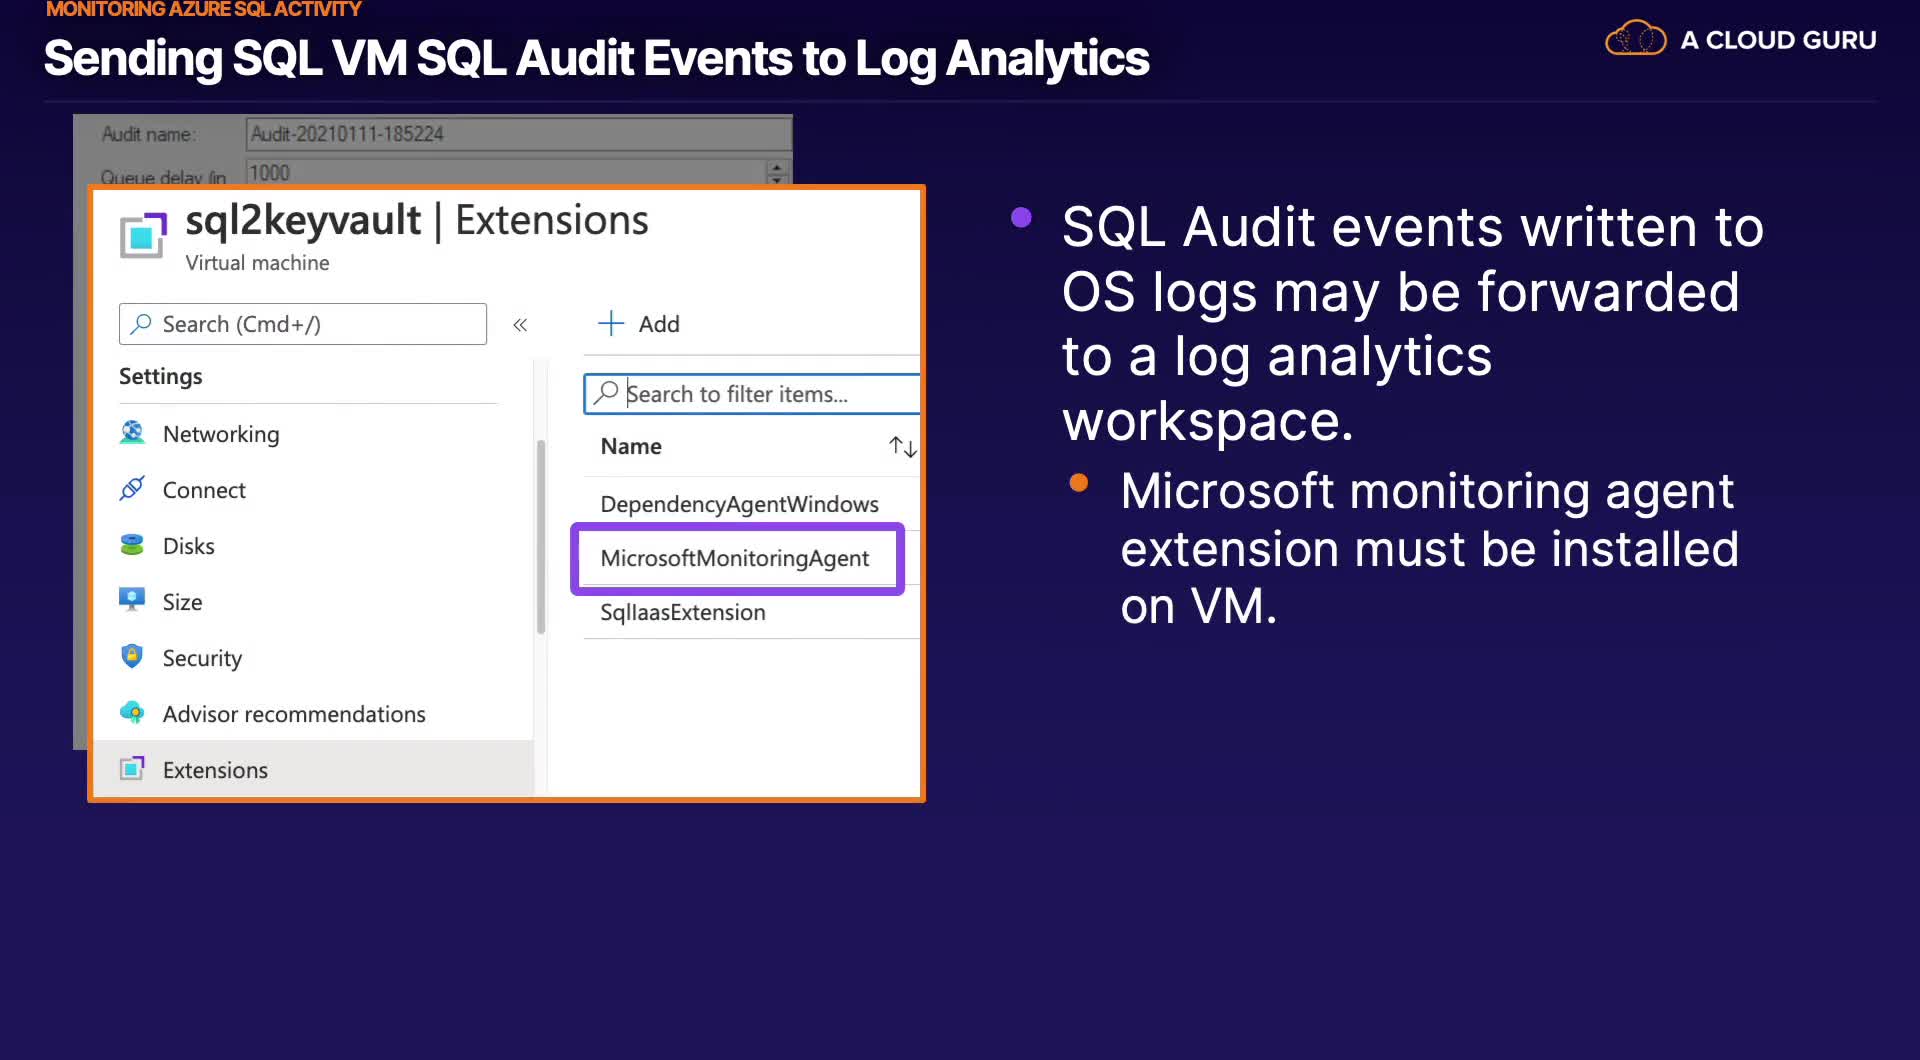 MONITORING AZURE SQL ACTIVITY
Sending SQL VM SQL Audit Events to Log Analytics
A CLOUD GURU
Audit name:
Audit-20210111-185224
Queue delay (in
1000
sql2keyvault | Extensions
Virtual machine
Search (Cmd+/)
«
Add
Settings
Search to filter items...
Networking
Name
Connect
DependencyAgentWindows
Disks
MicrosoftMonitoringAgent
Size
SqlIaasExtension
Security
Advisor recommendations
Extensions
SQL Audit events written to
OS logs may be forwarded
to a log analytics
workspace.
Microsoft monitoring agent
extension must be installed
on VM.